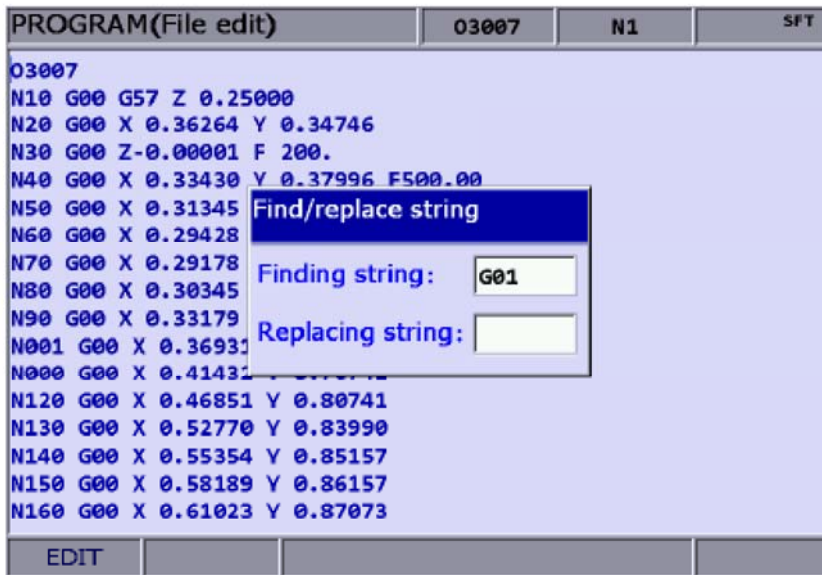 PROGRAM(File edit) O3007 N1 SFT
O3007
N10 G00 G57 Z 0.25000
N20 G00 X 0.36264 Y 0.34746
N30 G00 Z-0.00001 F 200.
N40 G00 X 0.33430 Y 0.37996 F500.00
N50 G00 X 0.31345
N60 G00 X 0.29428
N70 G00 X 0.29178
N80 G00 X 0.30345
N90 G00 X 0.33179
N001 G00 X 0.36931
N000 G00 X 0.41432
N120 G00 X 0.46851 Y 0.80741
N130 G00 X 0.52770 Y 0.83990
N140 G00 X 0.55354 Y 0.85157
N150 G00 X 0.58189 Y 0.86157
N160 G00 X 0.61023 Y 0.87073
Find/replace string
Finding string: G01
Replacing string:
EDIT